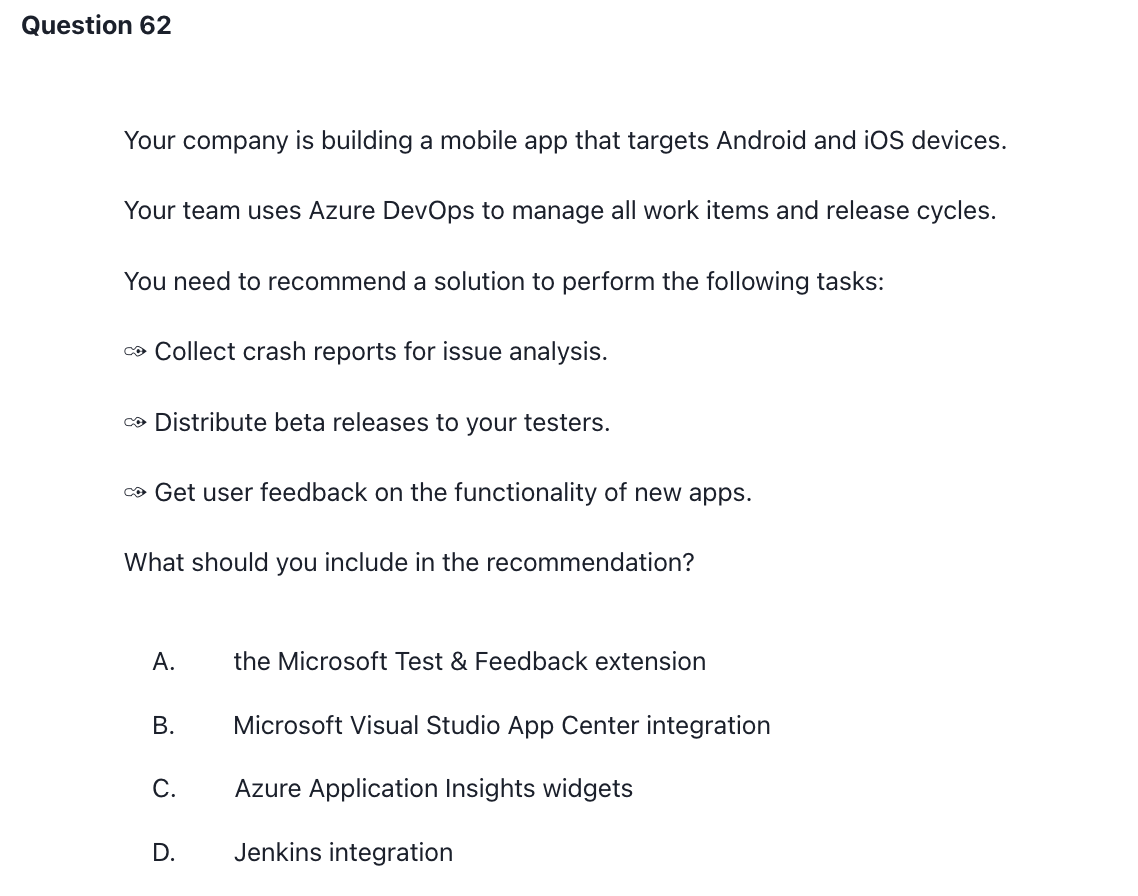 Question 62
Your company is building a mobile app that targets Android and iOS devices.
Your team uses Azure DevOps to manage all work items and release cycles.
You need to recommend a solution to perform the following tasks:
Collect crash reports for issue analysis.
Distribute beta releases to your testers.
Get user feedback on the functionality of new apps.
What should you include in the recommendation?
A. the Microsoft Test & Feedback extension
B. Microsoft Visual Studio App Center integration
C. Azure Application Insights widgets
D. Jenkins integration